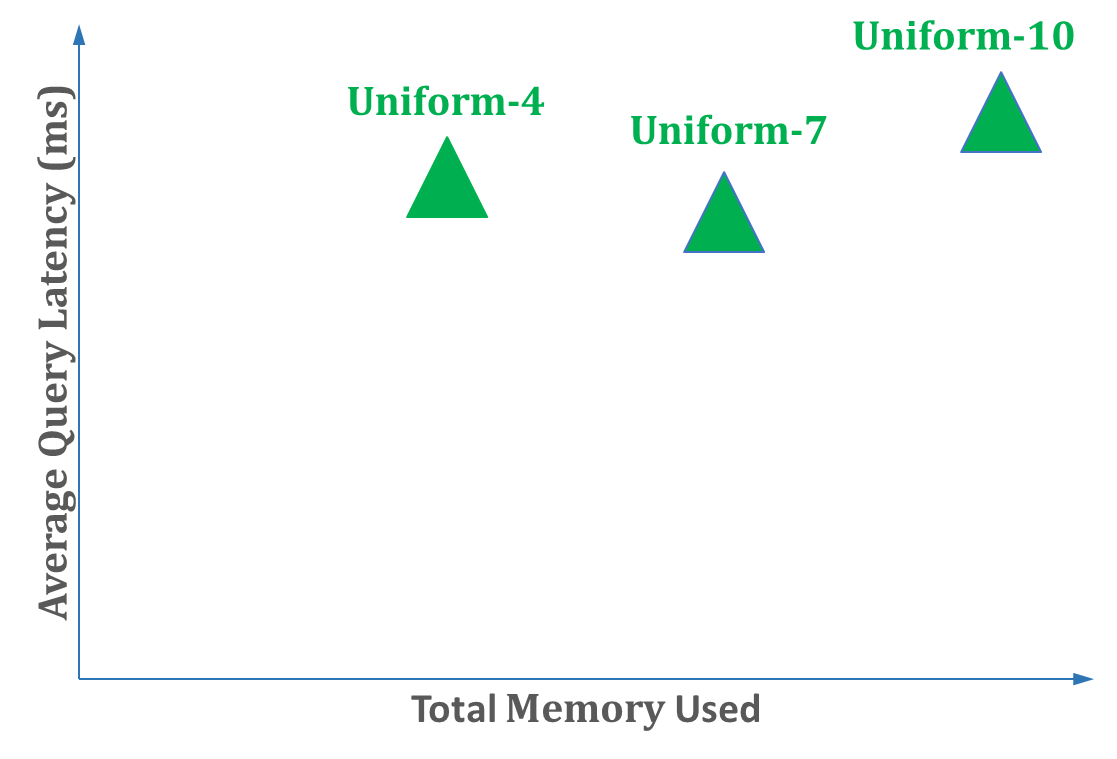 Uniform-10
Uniform-4
Uniform-7
Average Query Latency (ms)
Total Memory Used